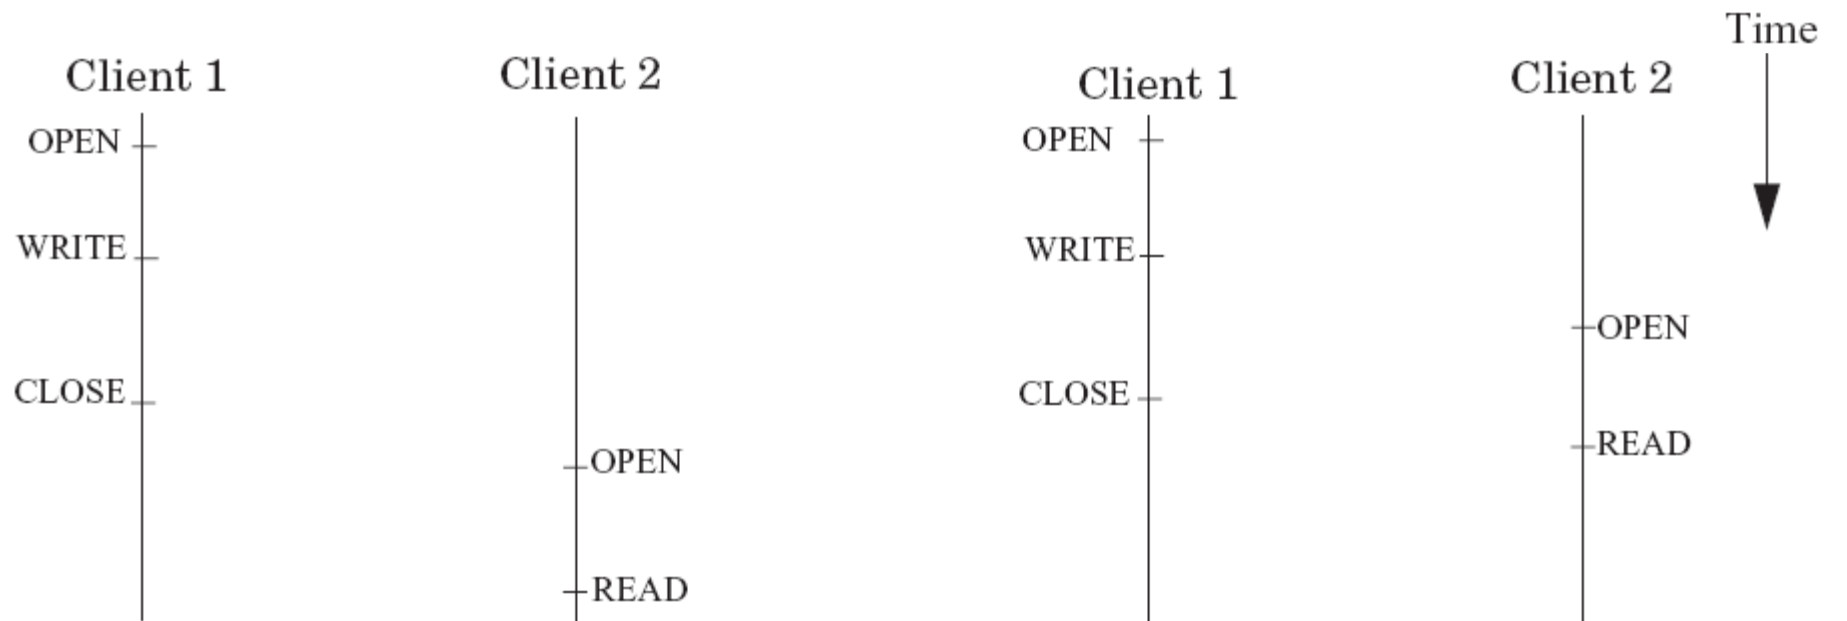 Time
Client 1
Client 2
Client 1
Client 2
OPEN
WRITE
CLOSE
OPEN
READ
OPEN
WRITE
OPEN
CLOSE
READ